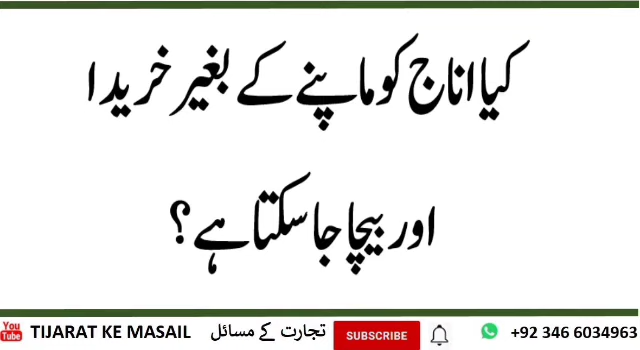 کیا اناج کو ماپنے کے بغیر خریدا
اور بیچا جا سکتا ہے؟
You Tube TIJARAT KE MASAIL تجارت کے مسائل SUBSCRIBE +92 346 6034963